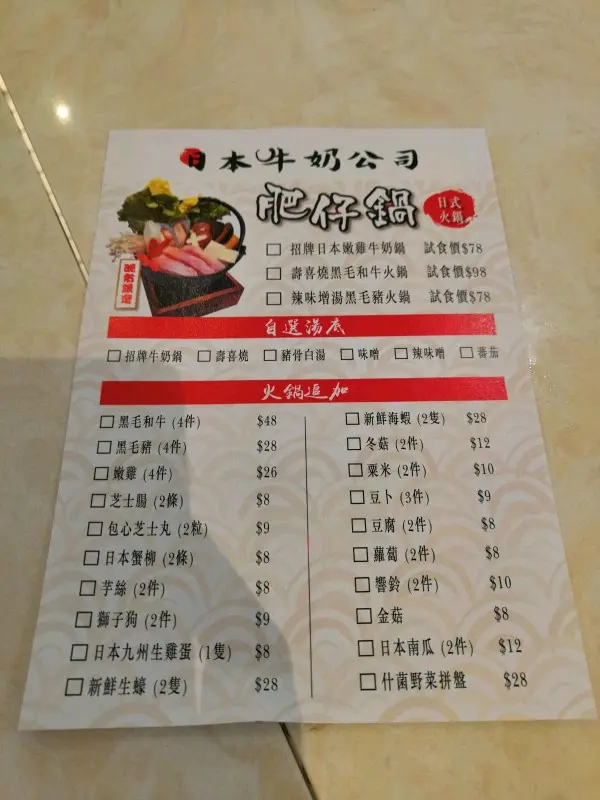 日本牛奶公司
肥仔鍋
日式
火鍋
招牌日本嫩雞牛奶鍋 試食價$78
壽喜燒黑毛和牛火鍋 試食價$98
辣味增湯黑毛豬火鍋 試食價$78
自選湯底
招牌牛奶鍋 壽喜燒 豬骨白湯 味噌 辣味噌 蕃茄
火鍋追加
黑毛和牛 (4件) $48
黑毛豬 (4件) $28
嫩雞 (4件) $26
芝士腸 (2條) $8
包心芝士丸 (2粒) $9
日本蟹柳 (2條) $8
芋絲 (2件) $8
獅子狗 (2件) $9
日本九州生雞蛋 (1隻) $8
新鮮生蠔 (2隻) $28
新鮮海蝦 (2隻) $28
冬菇 (2件) $12
粟米 (2件) $10
豆卜 (3件) $9
豆腐 (2件) $8
蘿蔔 (2件) $8
響鈴 (2件) $10
金菇 $8
日本南瓜 (2件) $12
什菌野菜拼盤 $28